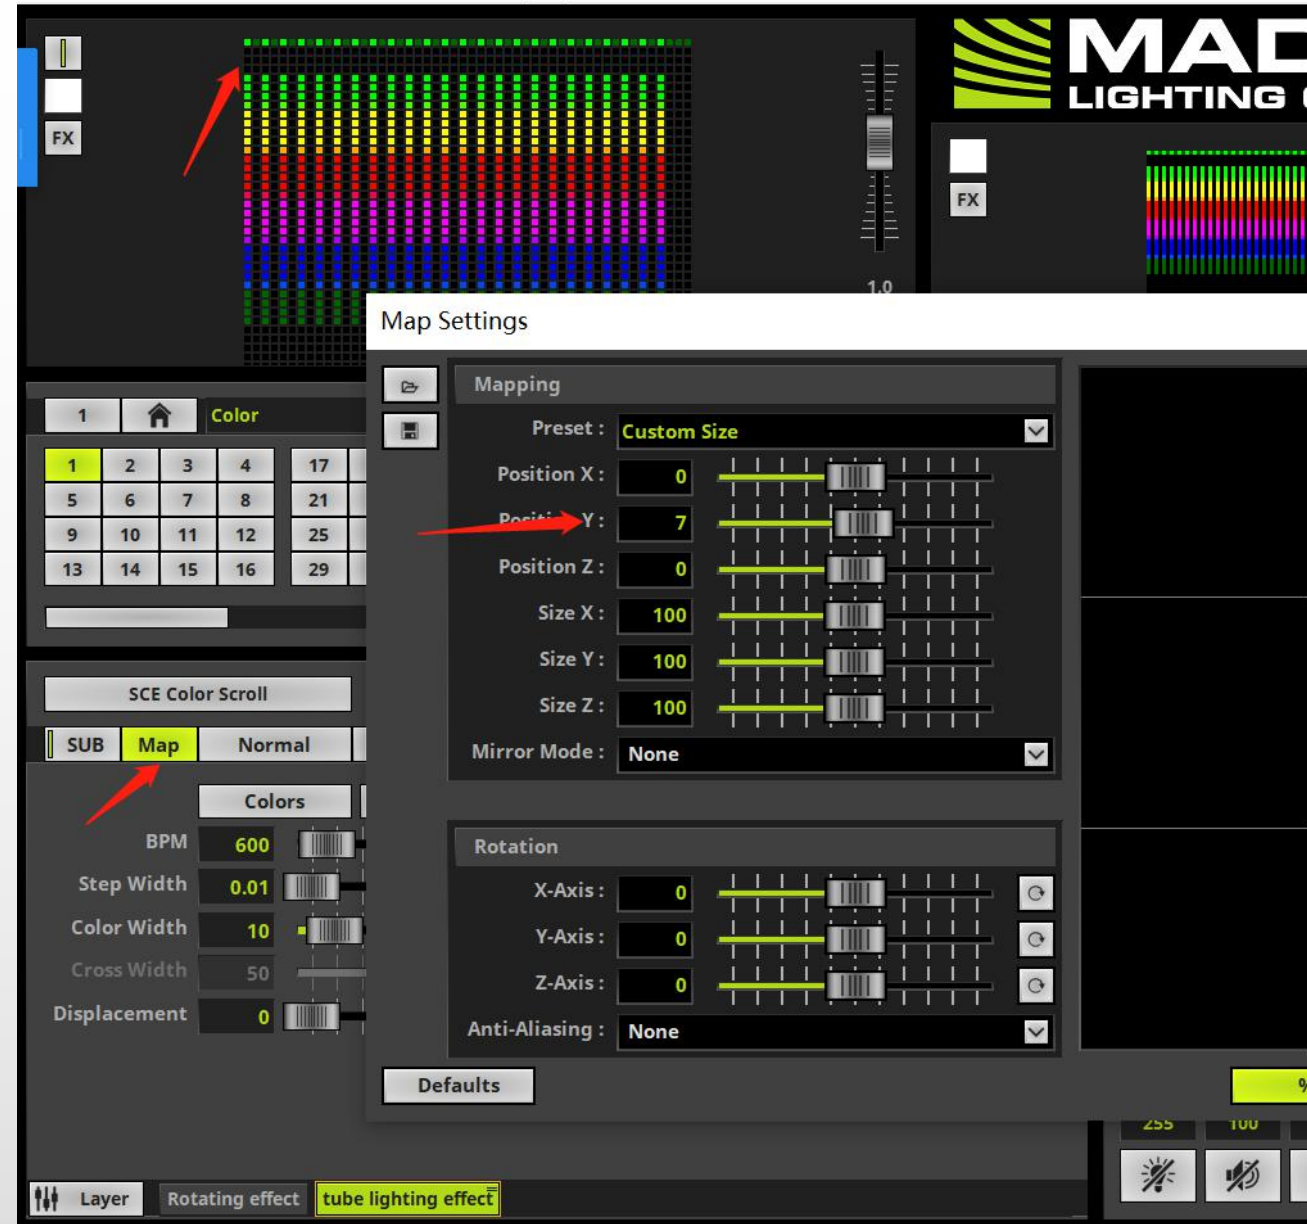 MAD
LIGHTING
FX
FX
1.0
Map Settings
Mapping
1
Color
Preset :
Custom Size
1 2 3 4 17
Position X : 0
5 6 7 8 21
Position Y : 7
9 10 11 12 25
Position Z : 0
13 14 15 16 29
Size X : 100
Size Y : 100
SCE Color Scroll
Size Z : 100
SUB Map Normal
Mirror Mode : None
Colors
BPM 600
Rotation
Step Width 0.01
X-Axis : 0
Color Width 10
Y-Axis : 0
Cross Width 50
Z-Axis : 0
Displacement 0
Anti-Aliasing : None
Defaults
%
255 100
Layer Rotating effect tube lighting effect